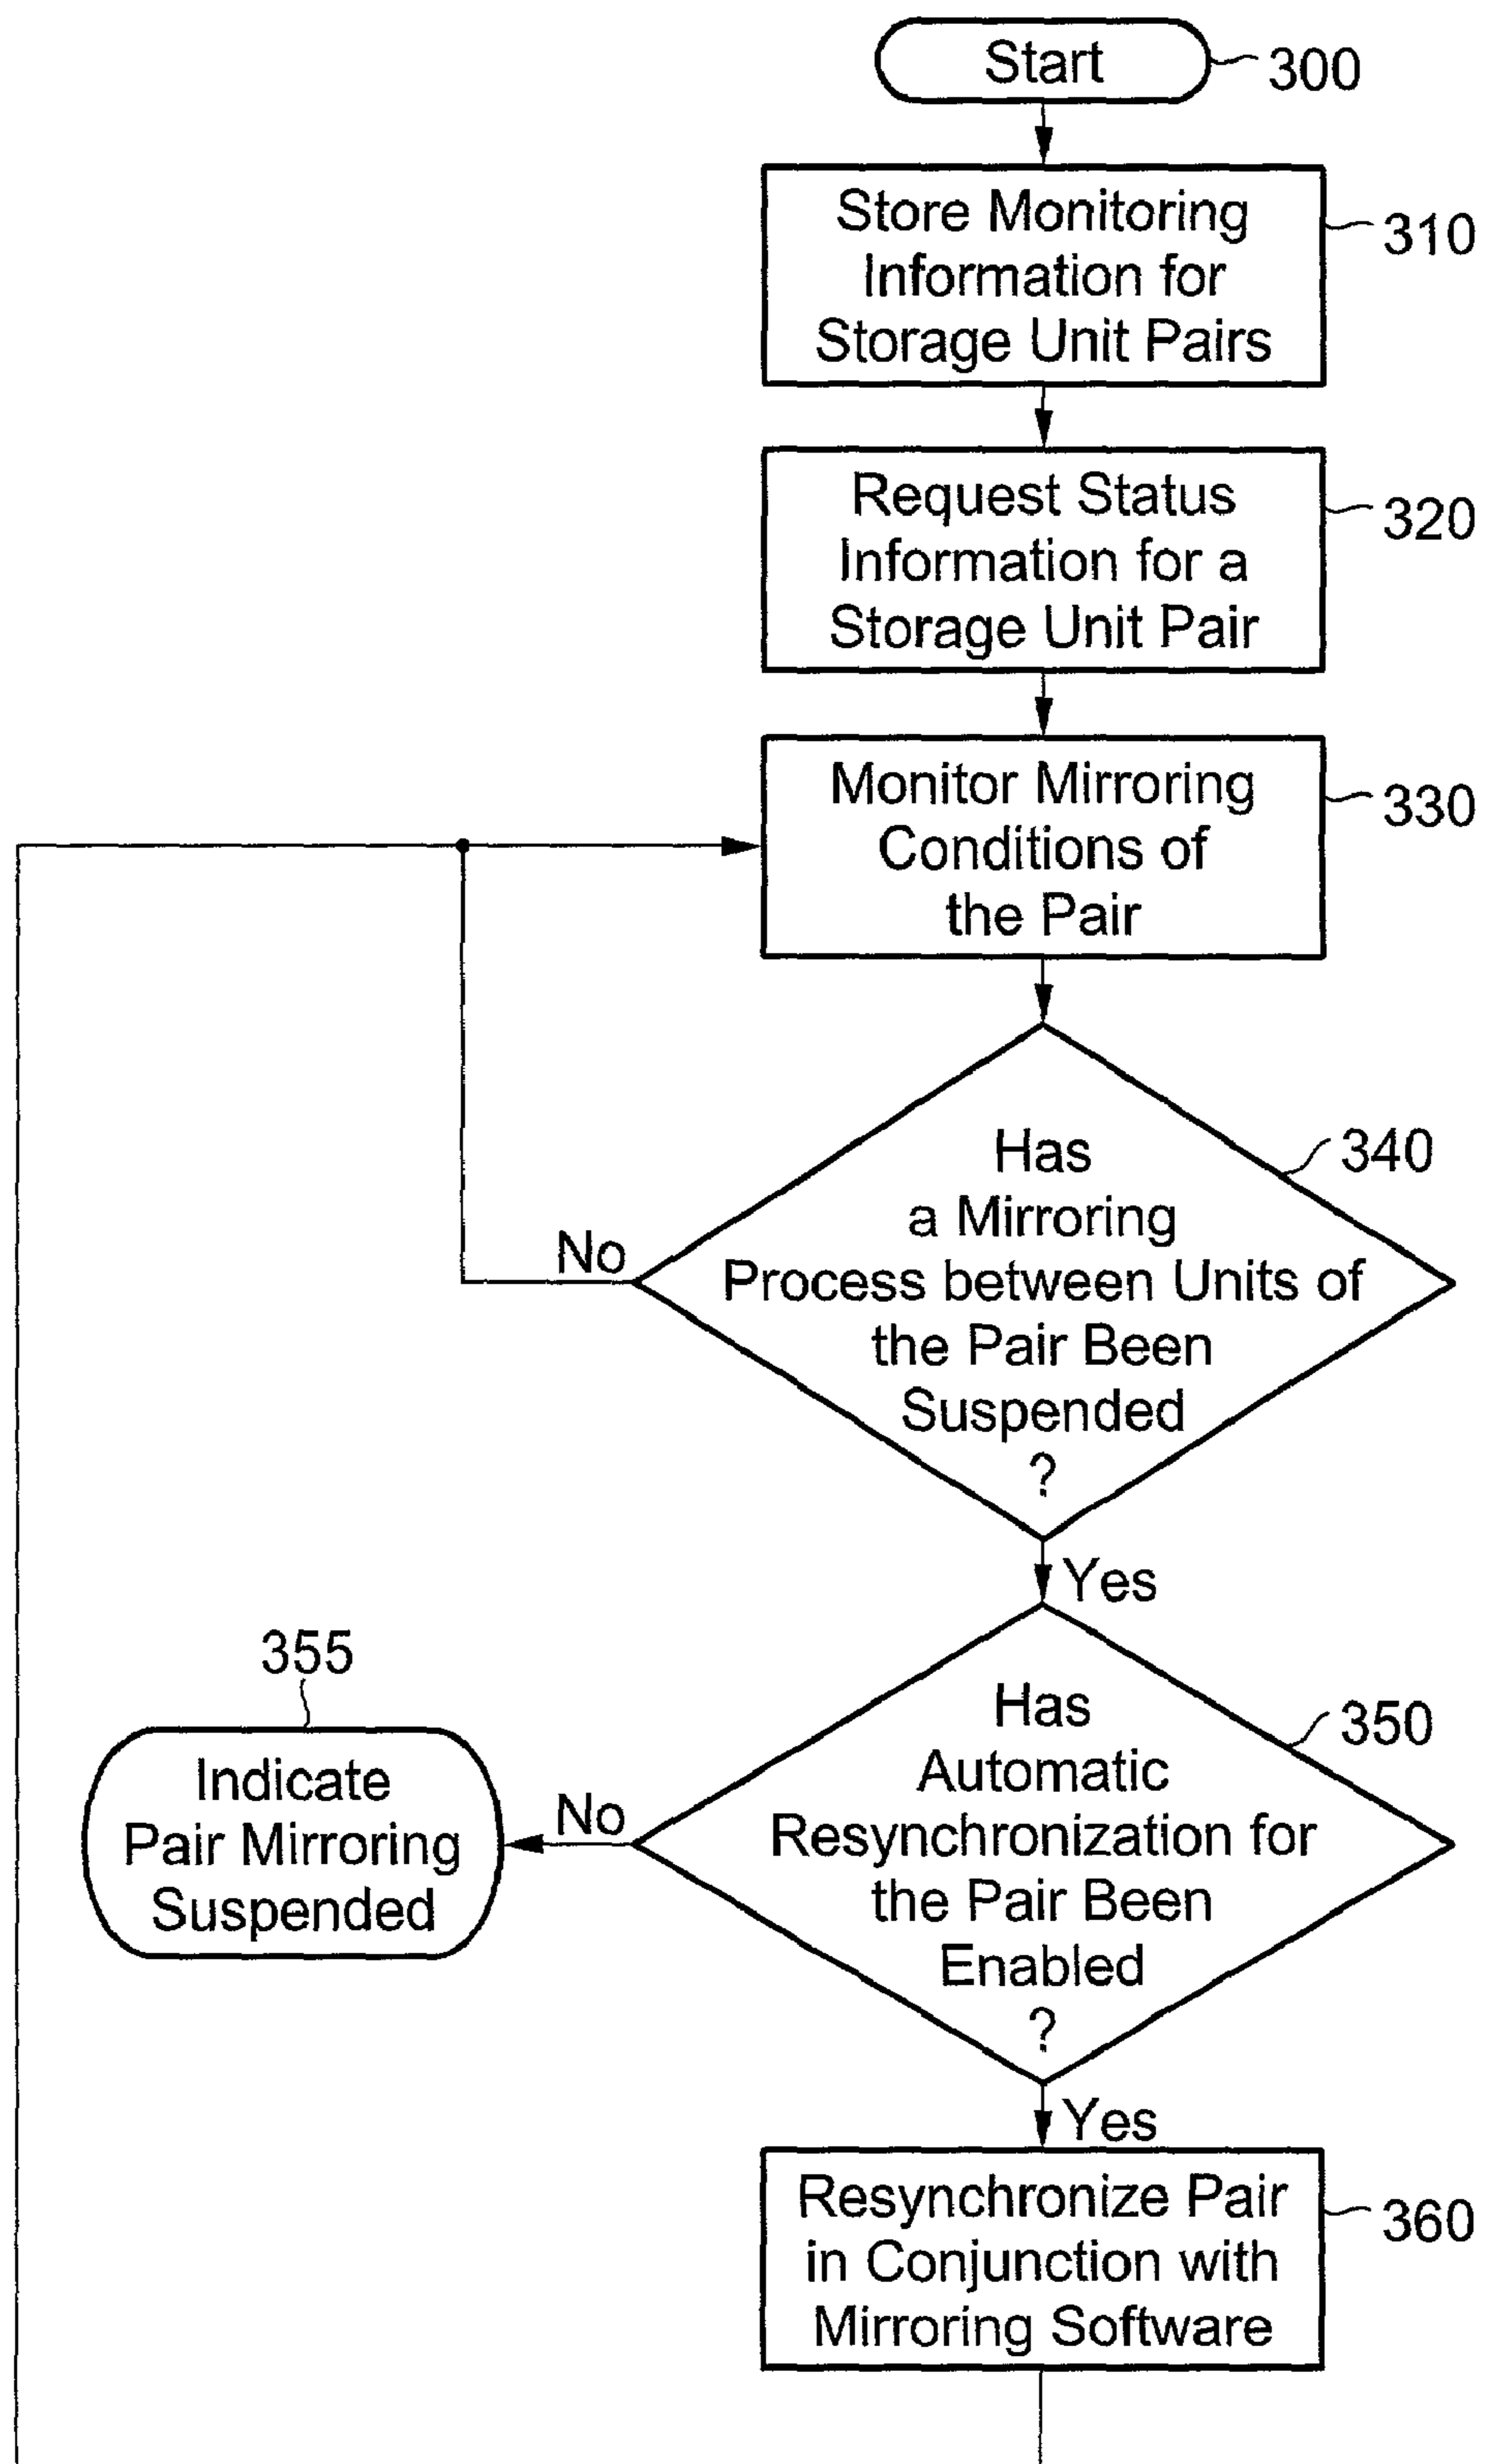 Start
300
Store Monitoring
Information for
Storage Unit Pairs
310
Request Status
Information for a
Storage Unit Pair
320
Monitor Mirroring
Conditions of
the Pair
330
Has
a Mirroring
Process between Units of
the Pair Been
Suspended
?
340
No
Yes
Has
Automatic
Resynchronization for
the Pair Been
Enabled
?
350
No
355
Indicate
Pair Mirroring
Suspended
Yes
Resynchronize Pair
in Conjunction with
Mirroring Software
360